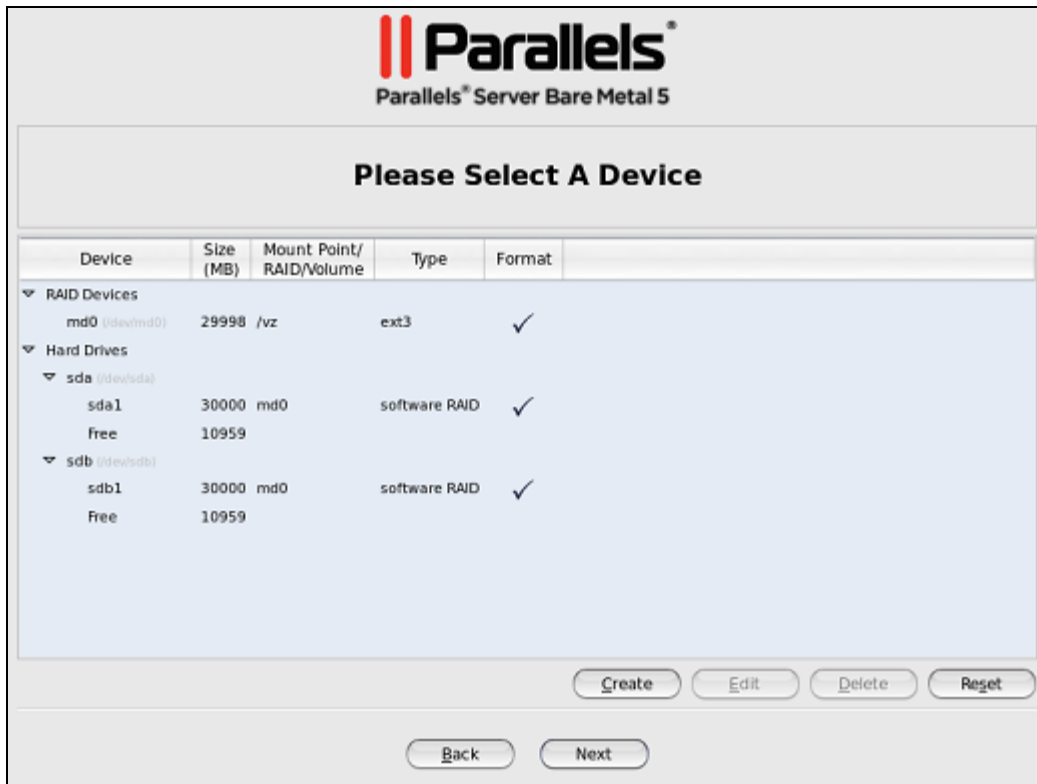 Parallels®
Parallels® Server Bare Metal 5
Please Select A Device
Device Size (MB) Mount Point/ RAID/Volume Type Format
RAID Devices
md0 (/dev/md0) 29998 /vz ext3
Hard Drives
sda (/dev/sda)
sda1 30000 md0 software RAID
Free 10959
sdb (/dev/sdb)
sdb1 30000 md0 software RAID
Free 10959
Create Edit Delete Reset
Back Next